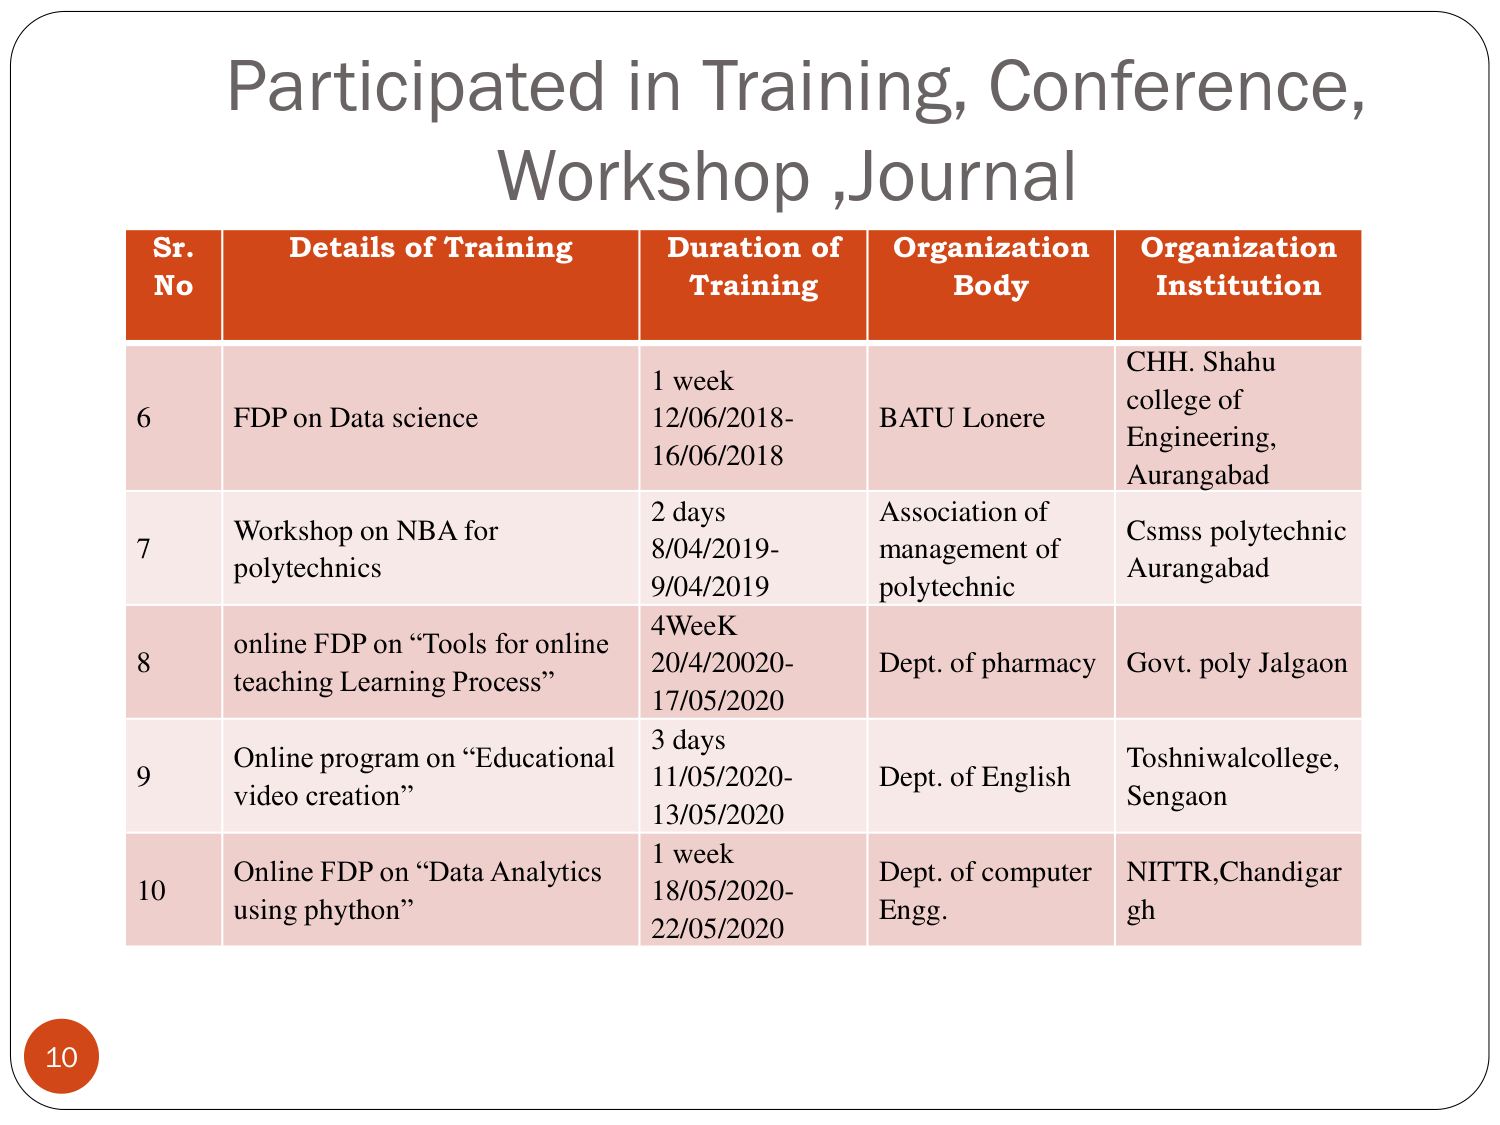 Participated in Training, Conference,
Workshop ,Journal
Sr.
No
Details of Training
Duration of
Training
Organization
Body
Organization
Institution
6
FDP on Data science
1 week
12/06/2018-
16/06/2018
BATU Lonere
CHH. Shahu
college of
Engineering,
Aurangabad
7
Workshop on NBA for
polytechnics
2 days
8/04/2019-
9/04/2019
Association of
management of
polytechnic
Csmss polytechnic
Aurangabad
8
online FDP on “Tools for online
teaching Learning Process”
4WeeK
20/4/20020-
17/05/2020
Dept. of pharmacy
Govt. poly Jalgaon
9
Online program on “Educational
video creation”
3 days
11/05/2020-
13/05/2020
Dept. of English
Toshniwalcollege,
Sengaon
10
Online FDP on “Data Analytics
using phython”
1 week
18/05/2020-
22/05/2020
Dept. of computer
Engg.
NITTR,Chandigar
gh
10